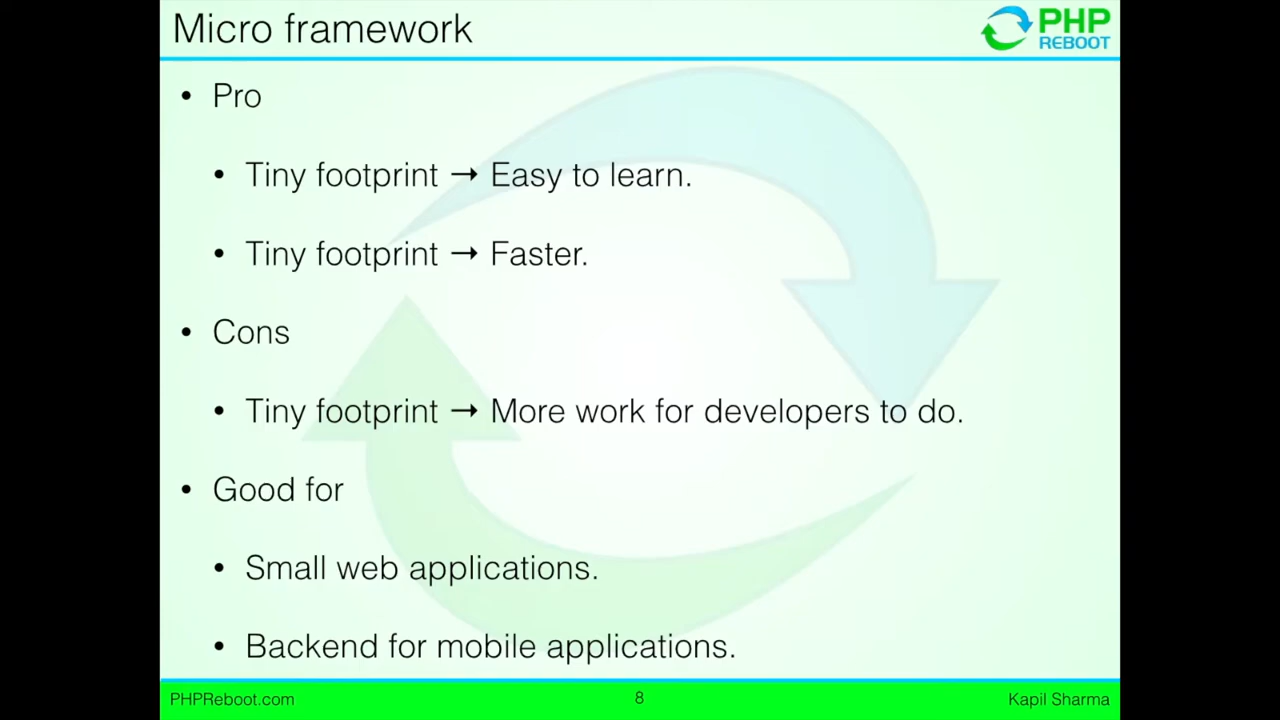 Micro framework
PHP
REBOOT
• Pro
• Tiny footprint → Easy to learn.
• Tiny footprint → Faster.
• Cons
• Tiny footprint → More work for developers to do.
• Good for
• Small web applications.
• Backend for mobile applications.
PHPReboot.com
8
Kapil Sharma